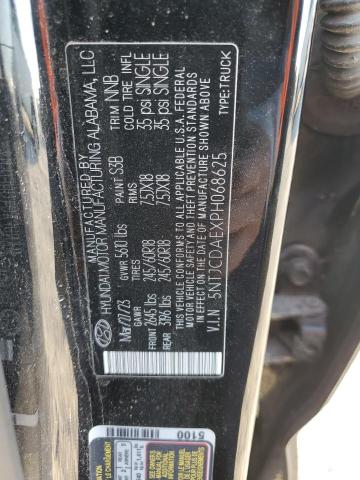 MANUFACTURED BY
HYUNDAI MOTOR MANUFACTURING ALABAMA, LLC
Mar/27/23 GVWR 5610 lbs PAINT S3B TRIM NNB
GAWR TIRES RIMS COLD TIRE INFL
FRONT 2645 lbs 245/60R18 7.5JX18 35 psi SINGLE
REAR 3196 lbs 245/60R18 7.5JX18 35 psi SINGLE
THIS VEHICLE CONFORMS TO ALL APPLICABLE U.S.A. FEDERAL
MOTOR VEHICLE SAFETY AND THEFT PREVENTION
STANDARDS IN EFFECT ON THE DATE OF MANUFACTURE SHOWN ABOVE
V.I.N 5NTJCDAEXPH068625 TYPE:TRUCK
5100